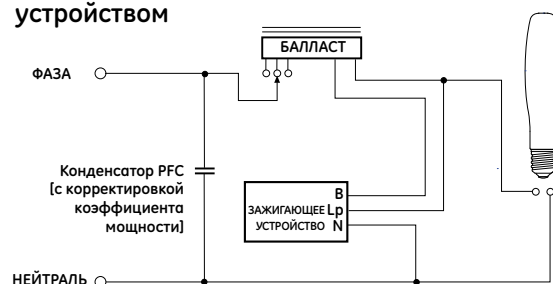 устройством
БАЛЛАСТ
ФАЗА
Конденсатор PFC
[с корректировкой
коэффициента
мощности]
B
ЗАЖИГАЮЩЕЕ Lp
УСТРОЙСТВО N
НЕЙТРАЛЬ